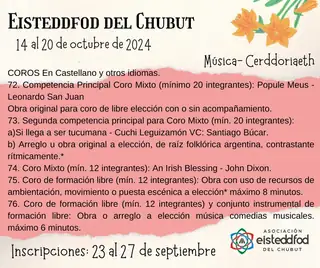 EISTEDDFOD DEL CHUBUT
14 al 20 de octubre de 2024
Música- Cerddoriaeth
COROS En Castellano y otros idiomas.
72. Competencia Principal Coro Mixto (mínimo 20 integrantes): Popule Meus -
Leonardo San Juan
Obra original para coro de libre elección con o sin acompañamiento.
73. Segunda competencia principal para Coro Mixto (mín. 20 integrantes):
a)Si llega a ser tucumana - Cuchi Leguizamón VC: Santiago Búcar.
b) Arreglo u obra original a elección, de raíz folklórica argentina, contrastante
rítmicamente.*
74. Coro Mixto (mín. 12 integrantes): An Irish Blessing - John Dixon.
75. Coro de formación libre (mín. 12 integrantes): Obra con uso de recursos de
ambientación, movimiento o puesta escénica a elección* máximo 8 minutos.
76. Coro de formación libre (mín. 12 integrantes) y conjunto instrumental de
formación libre: Obra o arreglo a elección música comedias musicales.
máximo 6 minutos.
Inscripciones: 23 al 27 de septiembre
ASOCIACIÓN
eisteddfod
DEL CHUBUT